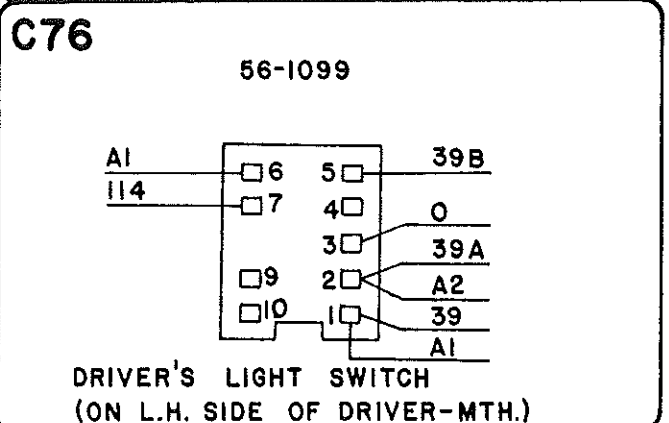 C76
56-1099
A1
114
6
7
9
10
5
4
3
2
1
39B
O
39A
A2
39
A1
DRIVER'S LIGHT SWITCH
(ON L.H. SIDE OF DRIVER-MTH.)